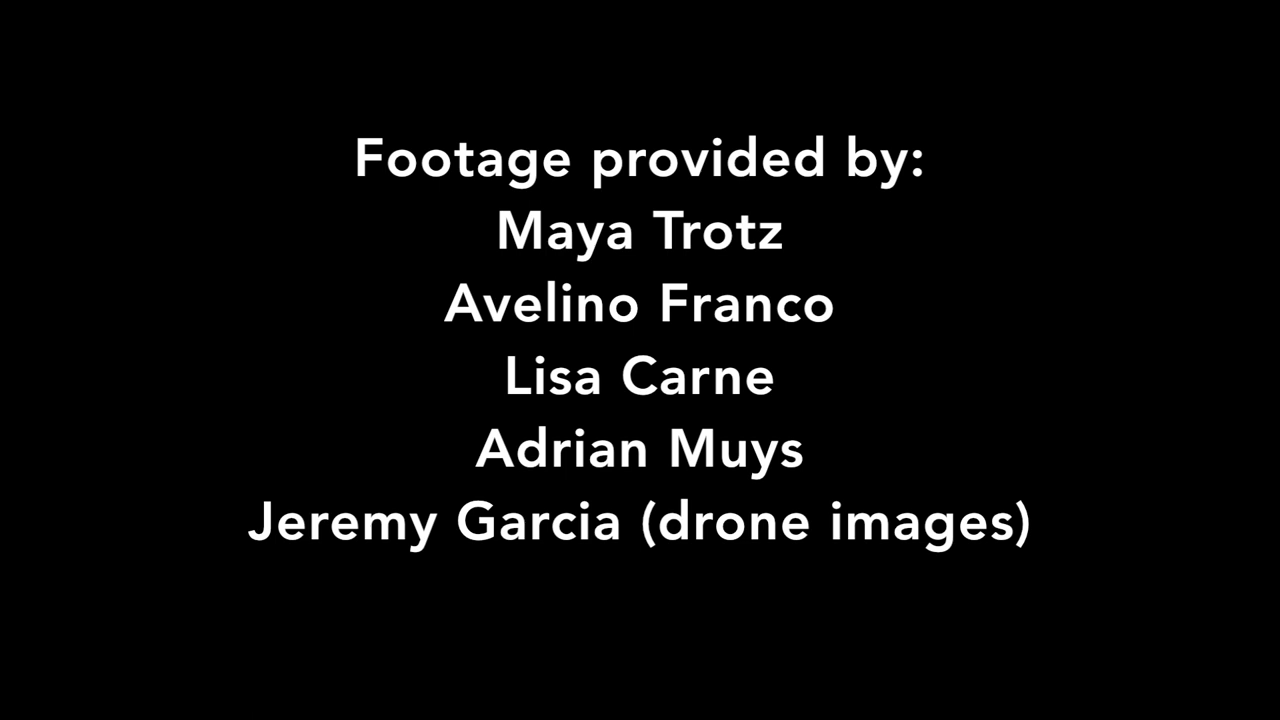 Footage provided by:
Maya Trotz
Avelino Franco
Lisa Carne
Adrian Muys
Jeremy Garcia (drone images)